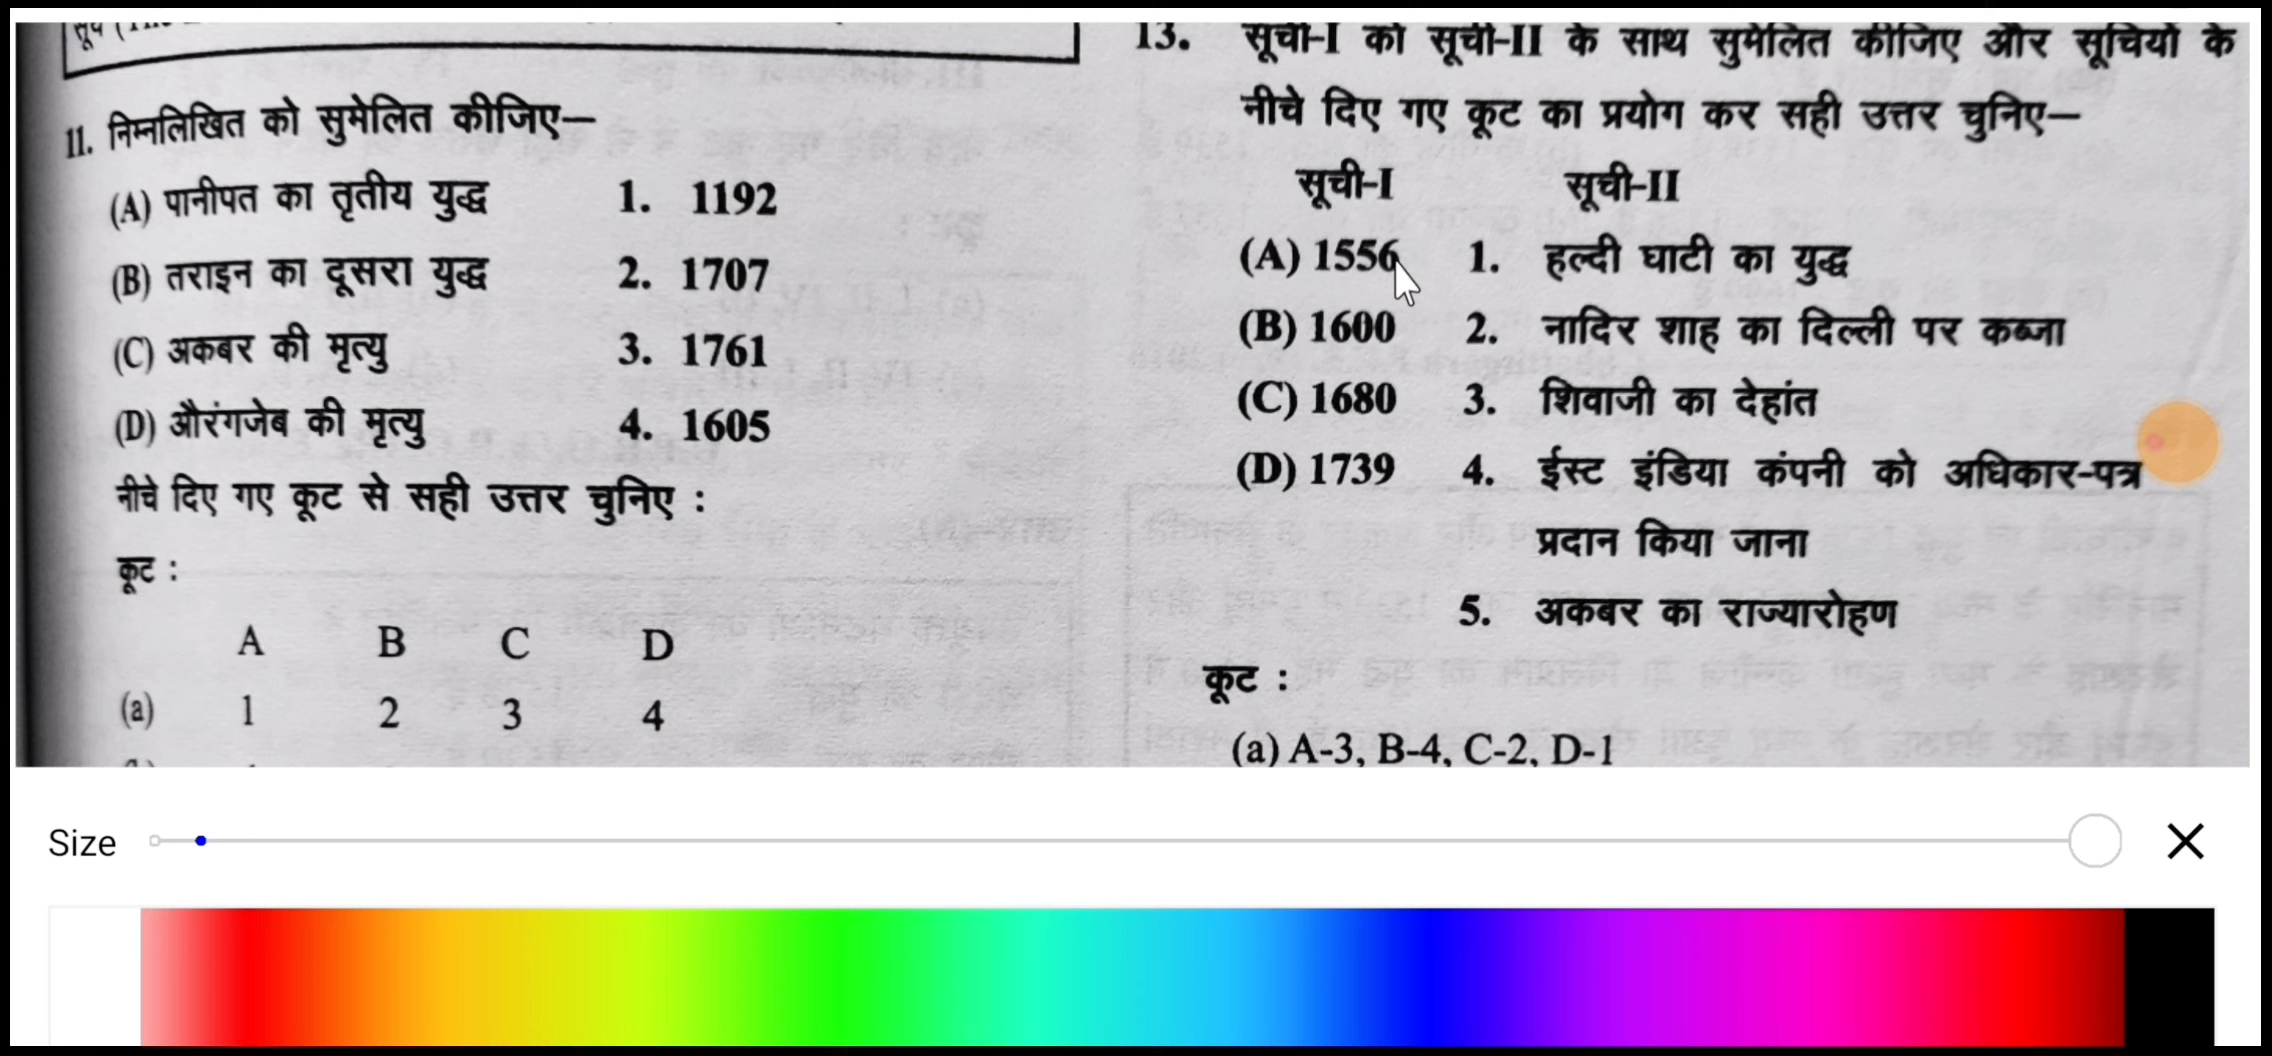 11. निम्नलिखित को सुमेलित कीजिए—
(A) पानीपत का तृतीय युद्ध 1. 1192
(B) तराइन का दूसरा युद्ध 2. 1707
(C) अकबर की मृत्यु 3. 1761
(D) औरंगजेब की मृत्यु 4. 1605
नीचे दिए गए कूट से सही उत्तर चुनिए :
कूट :
A B C D
(a) 1 2 3 4
13. सूची-I को सूची-II के साथ सुमेलित कीजिए और सूचियों के
नीचे दिए गए कूट का प्रयोग कर सही उत्तर चुनिए—
सूची-I सूची-II
(A) 1556 1. हल्दी घाटी का युद्ध
(B) 1600 2. नादिर शाह का दिल्ली पर कब्जा
(C) 1680 3. शिवाजी का देहांत
(D) 1739 4. ईस्ट इंडिया कंपनी को अधिकार-पत्र
प्रदान किया जाना
5. अकबर का राज्यारोहण
कूट :
(a) A-3, B-4, C-2, D-1
Size